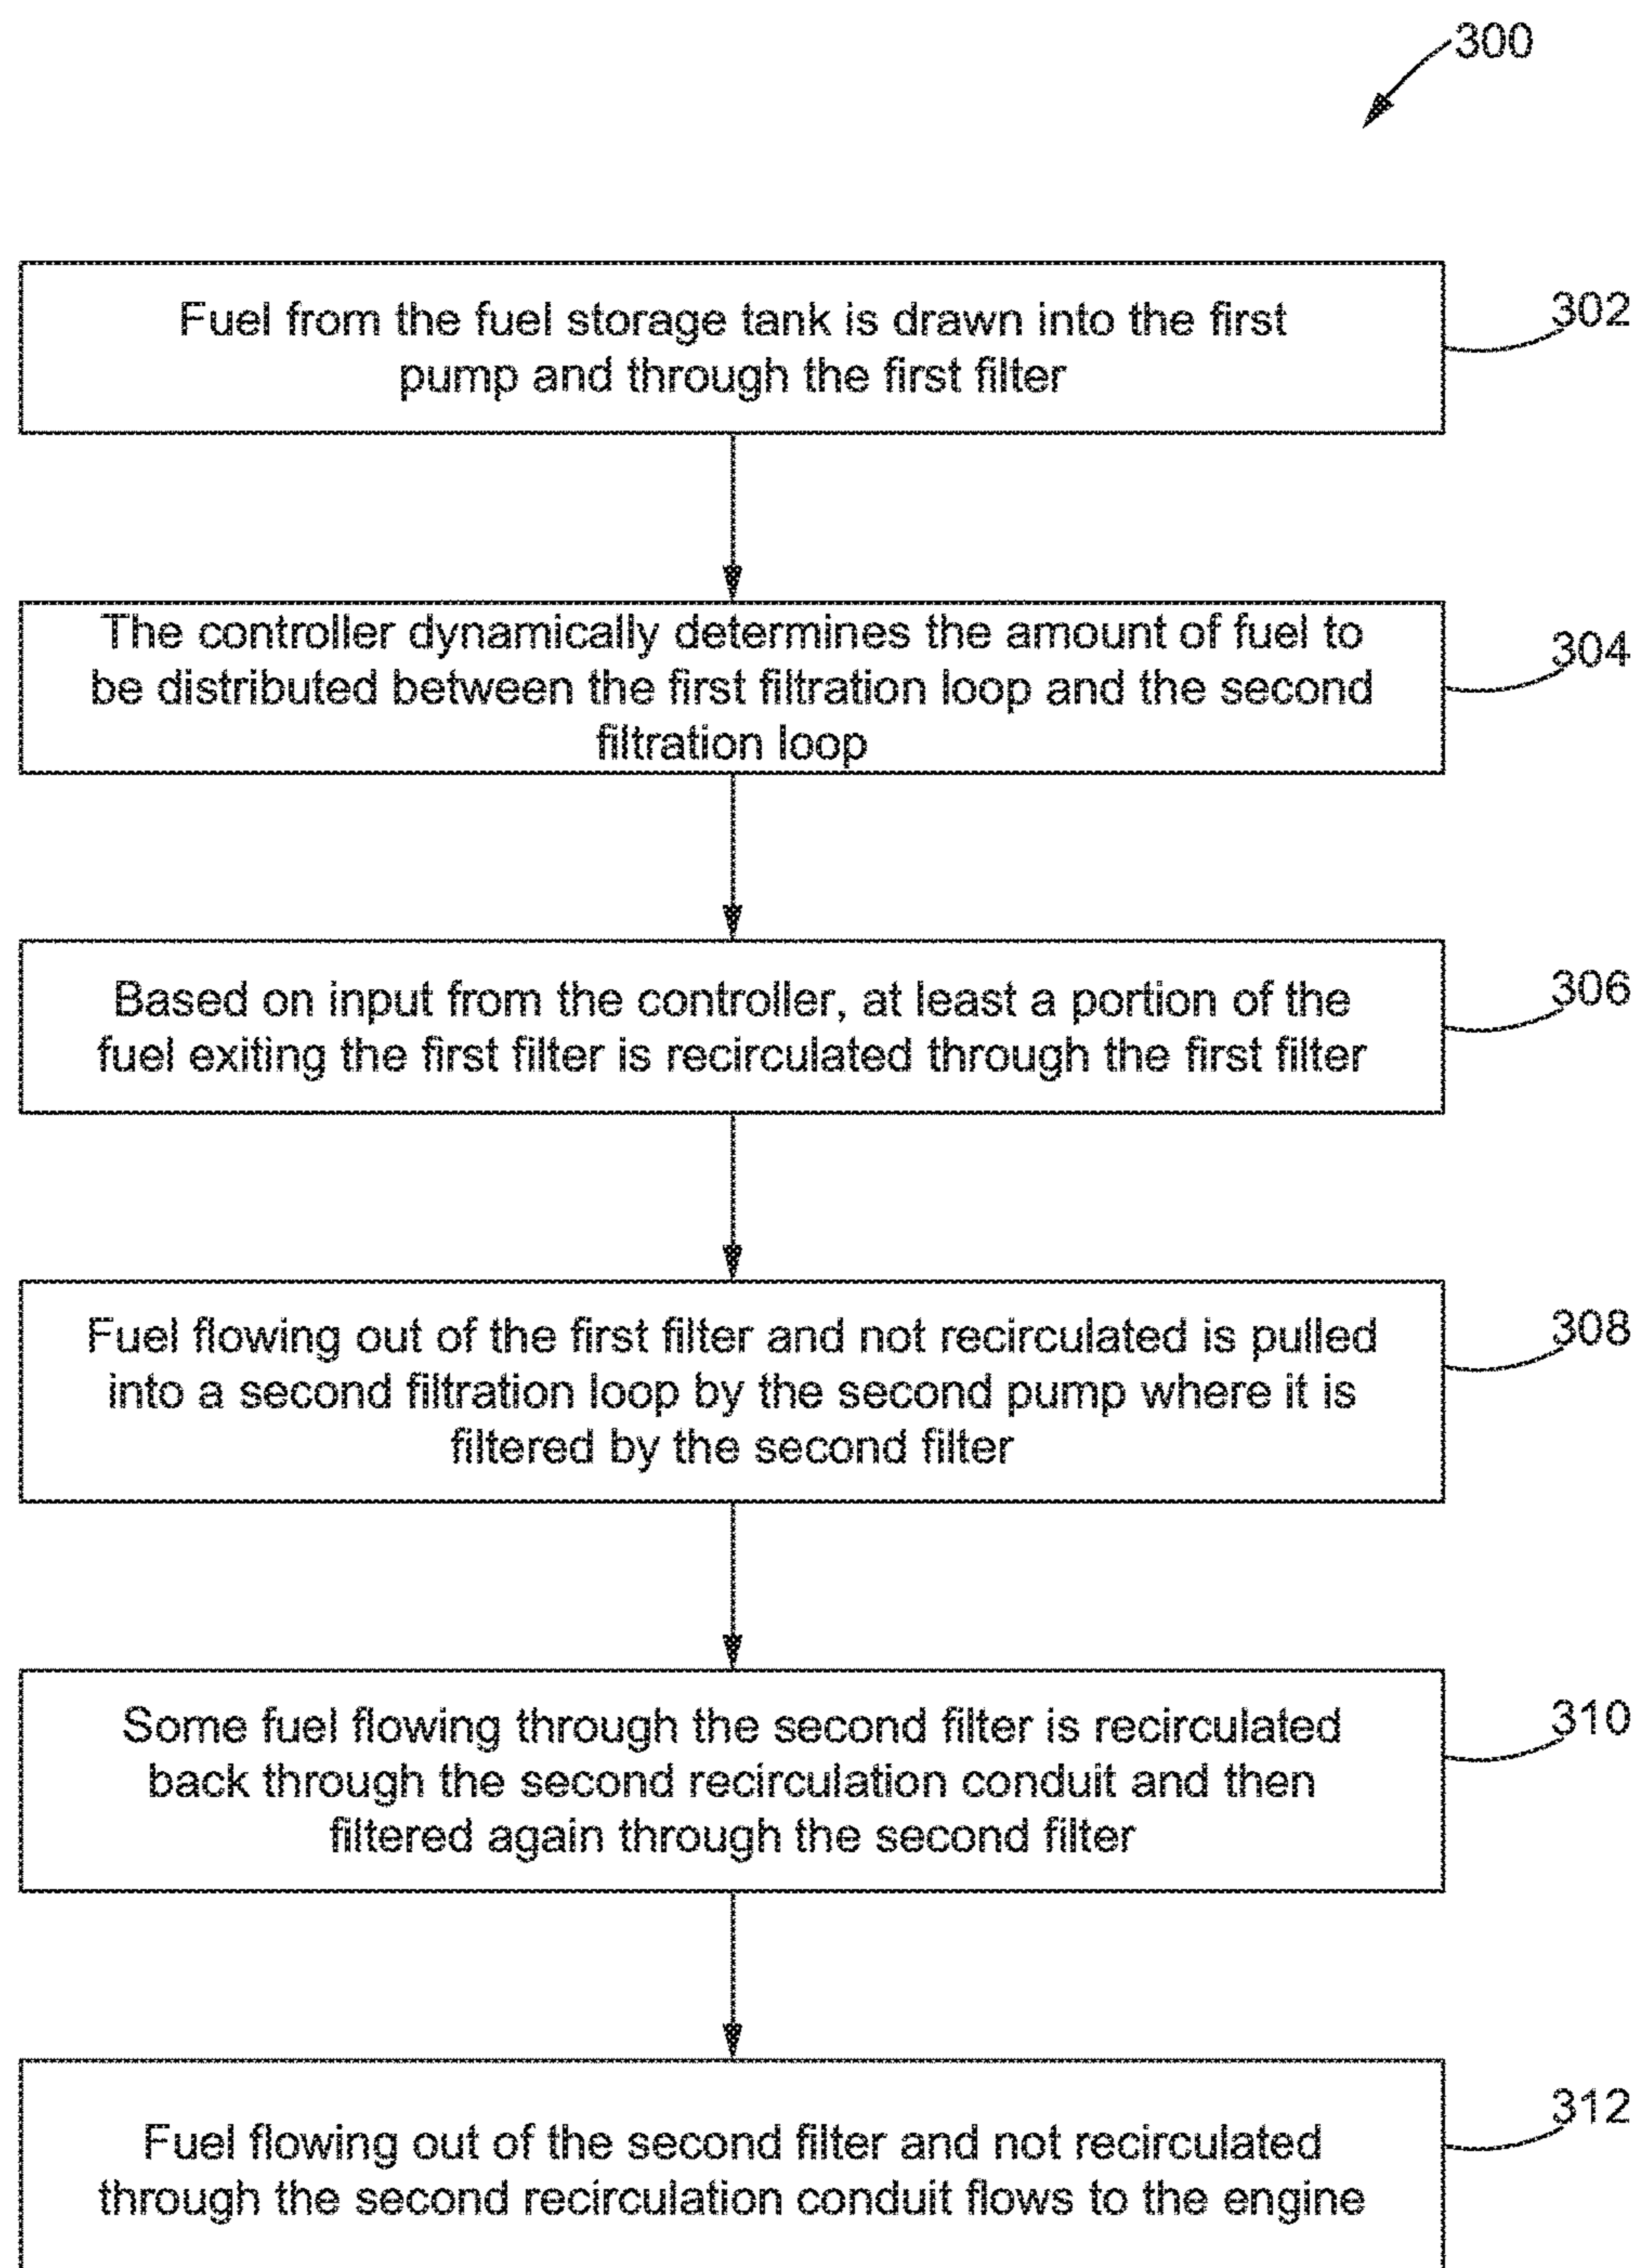 300
Fuel from the fuel storage tank is drawn into the first
pump and through the first filter
302
The controller dynamically determines the amount of fuel to
be distributed between the first filtration loop and the second
filtration loop
304
Based on input from the controller, at least a portion of the
fuel exiting the first filter is recirculated through the first filter
306
Fuel flowing out of the first filter and not recirculated is pulled
into a second filtration loop by the second pump where it is
filtered by the second filter
308
Some fuel flowing through the second filter is recirculated
back through the second recirculation conduit and then
filtered again through the second filter
310
Fuel flowing out of the second filter and not recirculated
through the second recirculation conduit flows to the engine
312